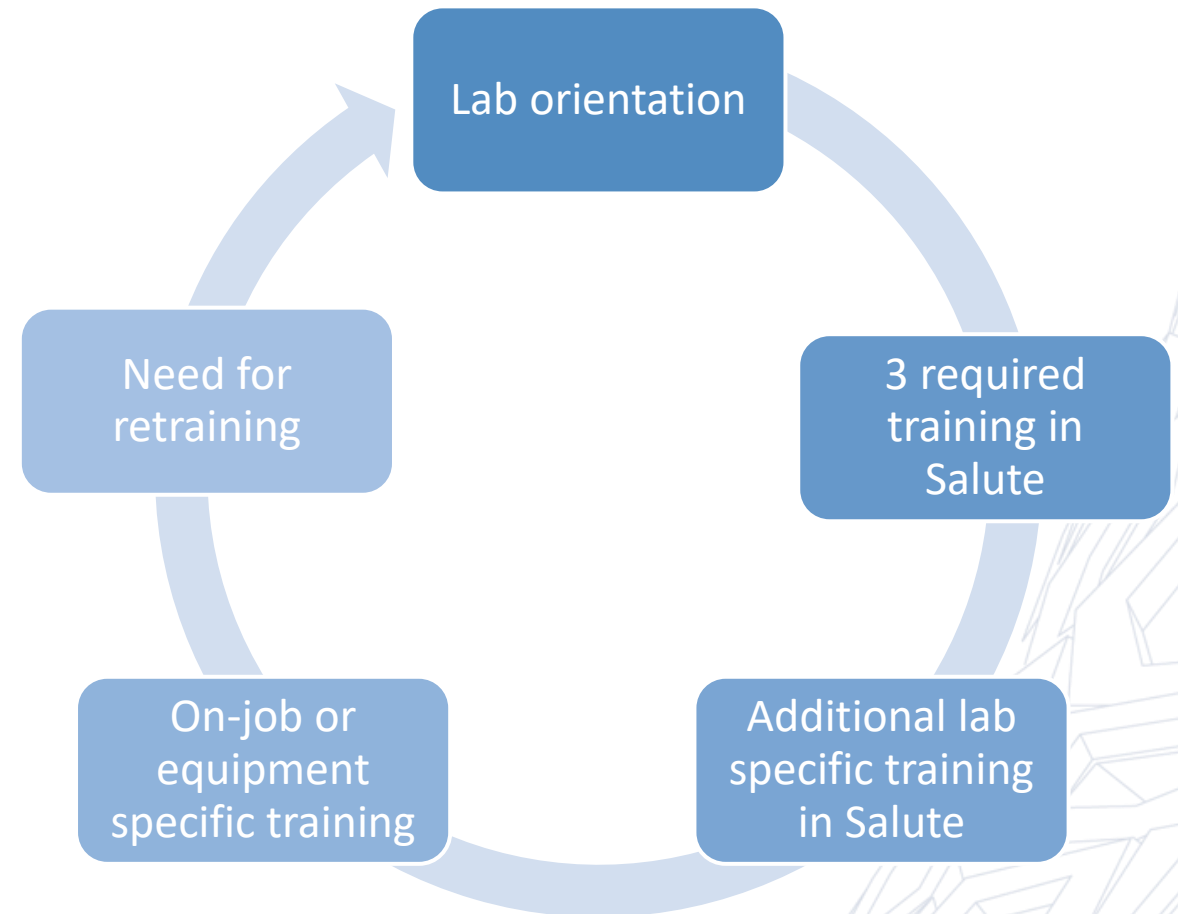 Lab orientation
3 required
training in
Salute
Additional lab
specific training
in Salute
On-job or
equipment
specific training
Need for
retraining